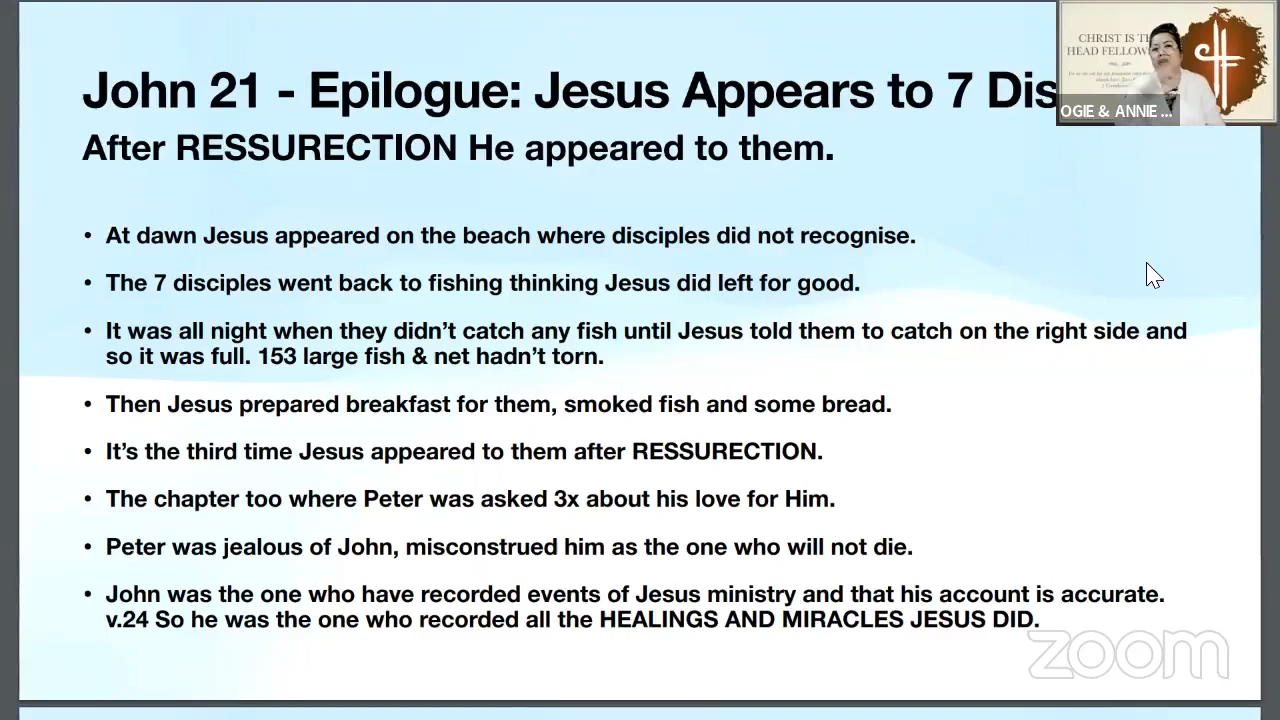 John 21 - Epilogue: Jesus Appears to 7 Dis
After RESSURECTION He appeared to them.
CHRIST IS TH
HEAD FELLOW
OGIE & ANNIE ...
• At dawn Jesus appeared on the beach where disciples did not recognise.
• The 7 disciples went back to fishing thinking Jesus did left for good.
• It was all night when they didn’t catch any fish until Jesus told them to catch on the right side and
so it was full. 153 large fish & net hadn’t torn.
• Then Jesus prepared breakfast for them, smoked fish and some bread.
• It’s the third time Jesus appeared to them after RESSURECTION.
• The chapter too where Peter was asked 3x about his love for Him.
• Peter was jealous of John, misconstrued him as the one who will not die.
• John was the one who have recorded events of Jesus ministry and that his account is accurate.
v.24 So he was the one who recorded all the HEALINGS AND MIRACLES JESUS DID.
zoom